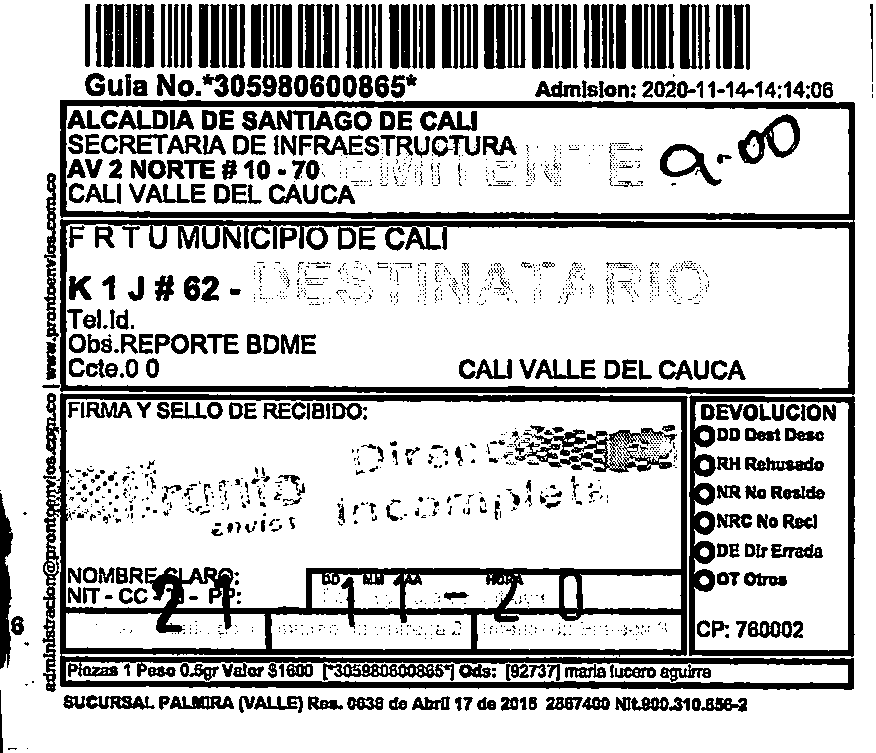 Guia No.*305980600865*
Admision: 2020-11-14-14:14:06
ALCALDIA DE SANTIAGO DE CALI
SECRETARIA DE INFRAESTRUCTURA
AV 2 NORTE # 10 - 70
CALI VALLE DEL CAUCA
REMITENTE
9-00
F R T U MUNICIPIO DE CALI
K 1 J # 62 -
DESTINATARIO
Tel.Id.
Obs.REPORTE BDME
Ccte.0 0
CALI VALLE DEL CAUCA
administracion@prontoenvios.com.co | www.prontoenvios.com.co
FIRMA Y SELLO DE RECIBIDO:
Pronto
envios
Direcc
incompleta
NOMBRE CLARO:
NIT - CC - TI - PP:
DD MM AA HORA
21 11-20
DEVOLUCION
DD Dest Desc
RH Rehusado
NR No Reside
NRC No Recl
DE Dir Errada
OT Otros
CP: 760002
6
Piezas 1 Peso 0.5gr Valor $1600 [*305980600865*] Ods: [92737] maria lucero aguirre
SUCURSAL PALMIRA (VALLE) Res. 0638 de Abril 17 de 2015 2867400 Nit.900.310.856-2